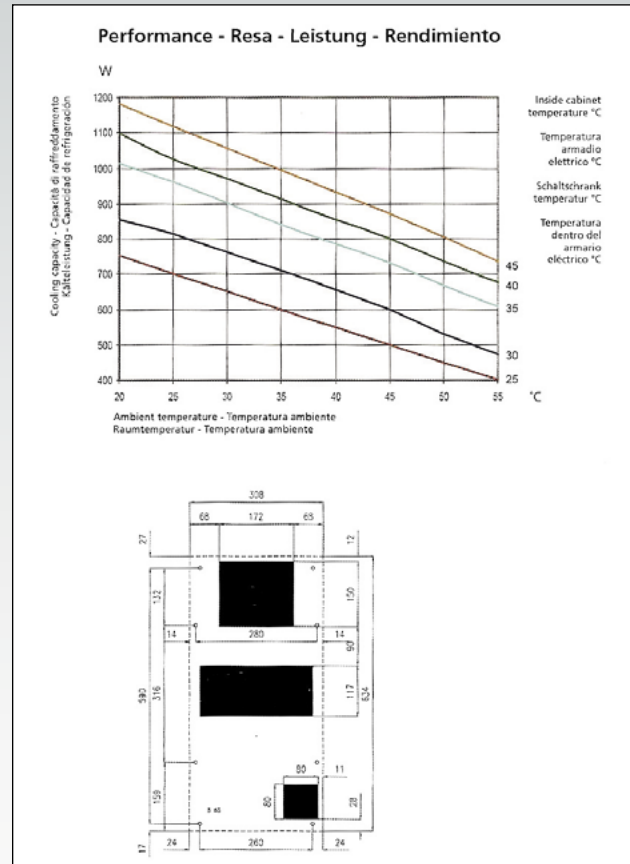 Performance - Resa - Leistung - Rendimiento
W
Cooling capacity - Capacità di raffreddamento
Kälteleistung - Capacidad de refrigeración
1200
1100
1000
900
800
700
600
500
400
20 25 30 35 40 45 50 55 °C
45
40
35
30
25
Inside cabinet
temperature °C
Temperatura
armadio
elettrico °C
Schaltschrank
temperatur °C
Temperatura
dentro del
armario
eléctrico °C
Ambient temperature - Temperatura ambiente
Raumtemperatur - Temperatura ambiente
308
68 172 68
27
12
132
150
14 280 14
90
590
316
117
634
80 11
80
159
28
17
24 260 24